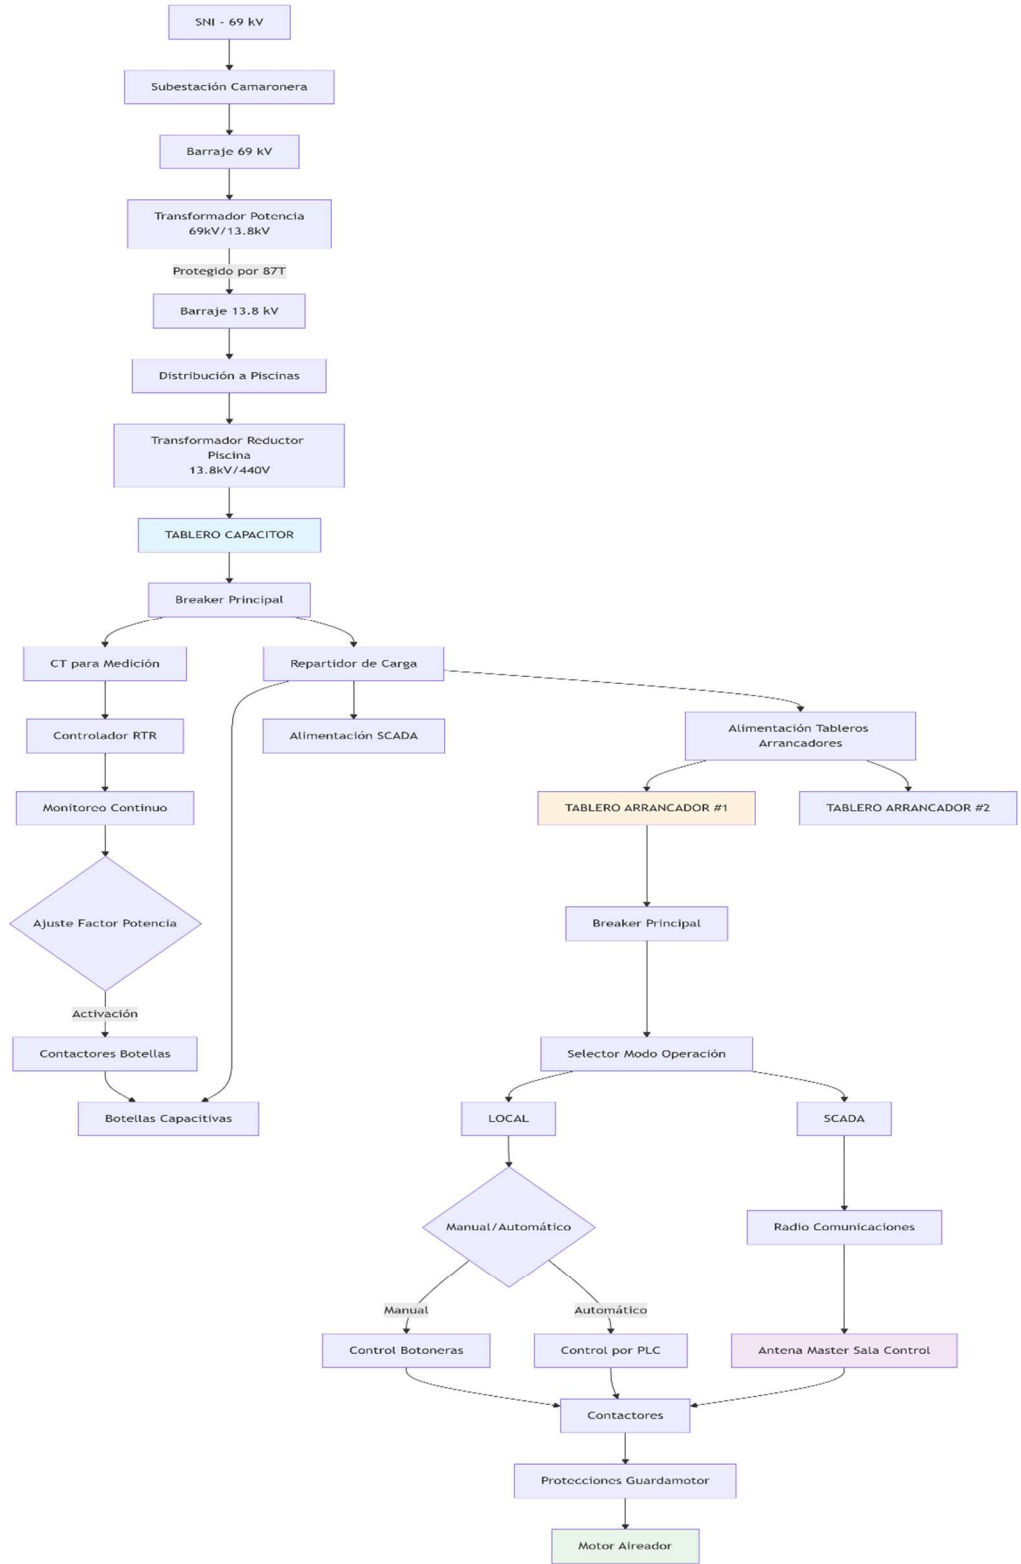 SNI - 69 kV
Subestación Camaronera
Barraje 69 kV
Transformador Potencia
69kV/13.8kV
Protegido por 87T
Barraje 13.8 kV
Distribución a Piscinas
Transformador Reductor
Piscina
13.8kV/440V
TABLERO CAPACITOR
Breaker Principal
CT para Medición
Repartidor de Carga
Controlador RTR
Alimentación SCADA
Alimentación Tableros
Arrancadores
Monitoreo Continuo
TABLERO ARRANCADOR #1
TABLERO ARRANCADOR #2
Ajuste Factor Potencia
Breaker Principal
Activación
Contactores Botellas
Selector Modo Operación
Botellas Capacitivas
LOCAL
SCADA
Manual/Automático
Radio Comunicaciones
Manual
Automático
Control Botoneras
Control por PLC
Antena Master Sala Control
Contactores
Protecciones Guardamotor
Motor Aireador